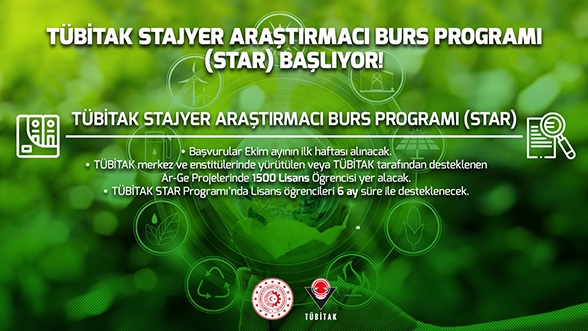 TÜBİTAK STAJYER ARAŞTIRMACI BURS PROGRAMI
(STAR) BAŞLIYOR!
TÜBİTAK STAJYER ARAŞTIRMACI BURS PROGRAMI (STAR)
• Başvurular Ekim ayının ilk haftası alınacak.
• TÜBİTAK merkez ve enstitülerinde yürütülen veya TÜBİTAK tarafından desteklenen
Ar-Ge Projelerinde 1500 Lisans Öğrencisi yer alacak.
• TÜBİTAK STAR Programı'nda Lisans öğrencileri 6 ay süre ile desteklenecek.
TÜBİTAK